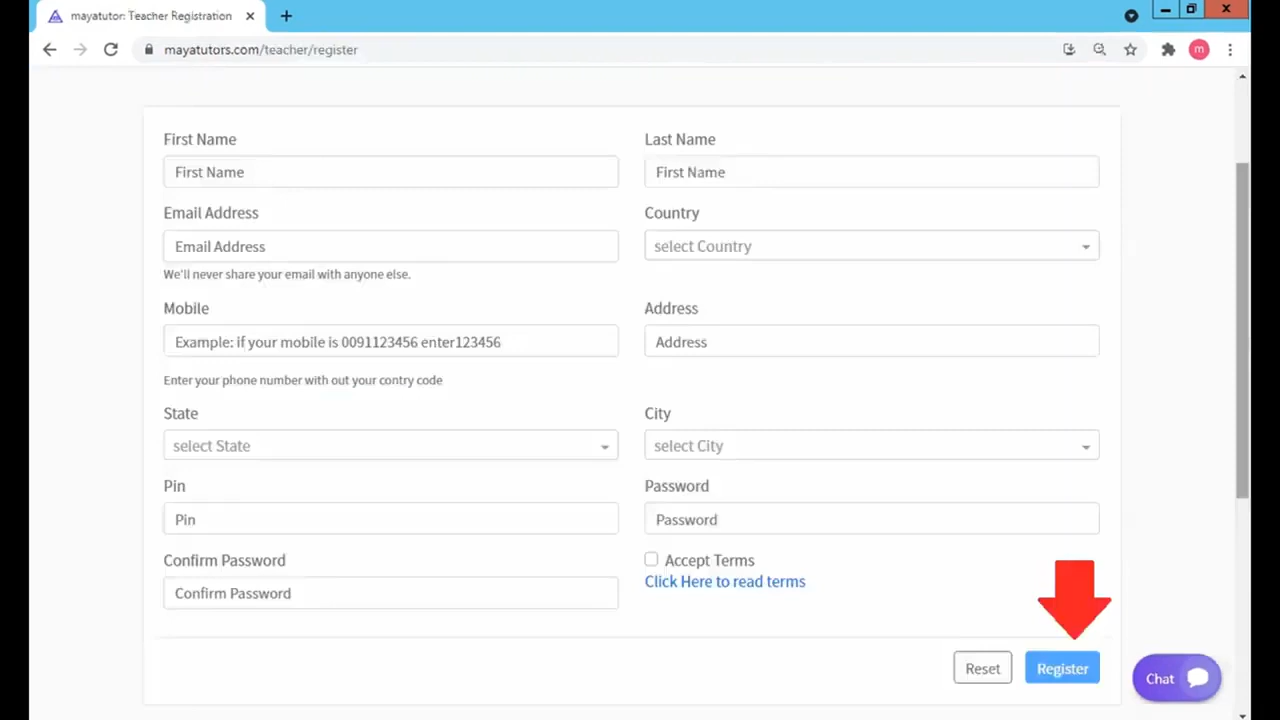 mayatutor: Teacher Registration
mayatutors.com/teacher/register
m
First Name
Last Name
First Name
First Name
Email Address
Country
Email Address
select Country
We'll never share your email with anyone else.
Mobile
Address
Example: if your mobile is 0091123456 enter123456
Address
Enter your phone number with out your contry code
State
City
select State
select City
Pin
Password
Pin
Password
Confirm Password
Accept Terms
Click Here to read terms
Confirm Password
Reset
Register
Chat